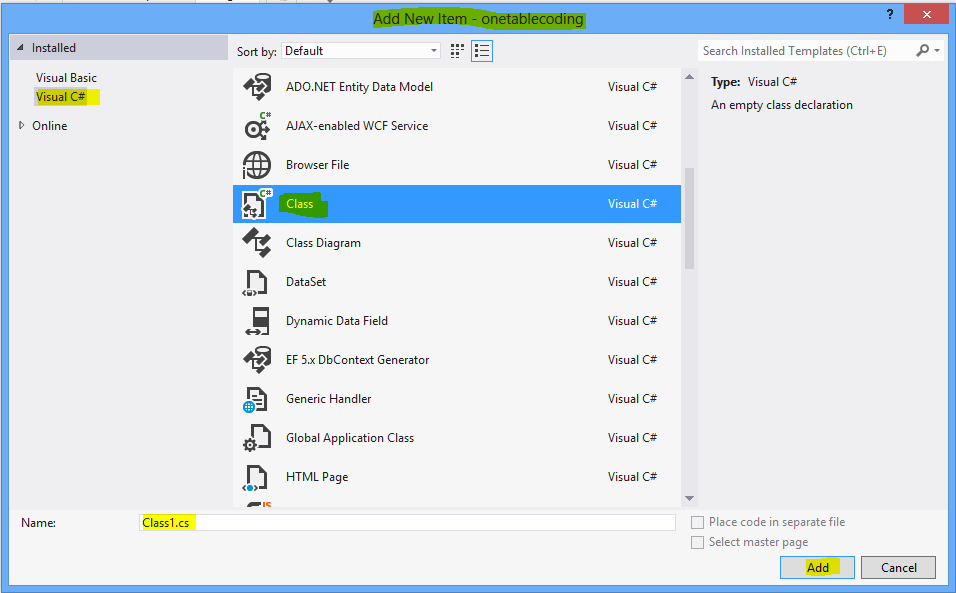 Add New Item - onetablecoding
?
Installed
Visual Basic
Visual C#
Online
Sort by: Default
Search Installed Templates (Ctrl+E)
ADO.NET Entity Data Model Visual C#
C#
AJAX-enabled WCF Service Visual C#
Browser File Visual C#
C#
Class Visual C#
Class Diagram Visual C#
DataSet Visual C#
Dynamic Data Field Visual C#
EF 5.x DbContext Generator Visual C#
Generic Handler Visual C#
Global Application Class Visual C#
HTML Page Visual C#
Type: Visual C#
An empty class declaration
Name: Class1.cs
Place code in separate file
Select master page
Add Cancel